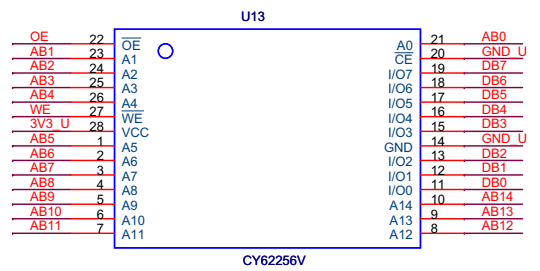 U13
OE 22 OE A0 21 AB0
AB1 23 A1 CE 20 GND_U
AB2 24 A2 I/O7 19 DB7
AB3 25 A3 I/O6 18 DB6
AB4 26 A4 I/O5 17 DB5
WE 27 WE I/O4 16 DB4
3V3_U 28 VCC I/O3 15 DB3
AB5 1 A5 GND 14 GND_U
AB6 2 A6 I/O2 13 DB2
AB7 3 A7 I/O1 12 DB1
AB8 4 A8 I/O0 11 DB0
AB9 5 A9 A14 10 AB14
AB10 6 A10 A13 9 AB13
AB11 7 A11 A12 8 AB12
CY62256V